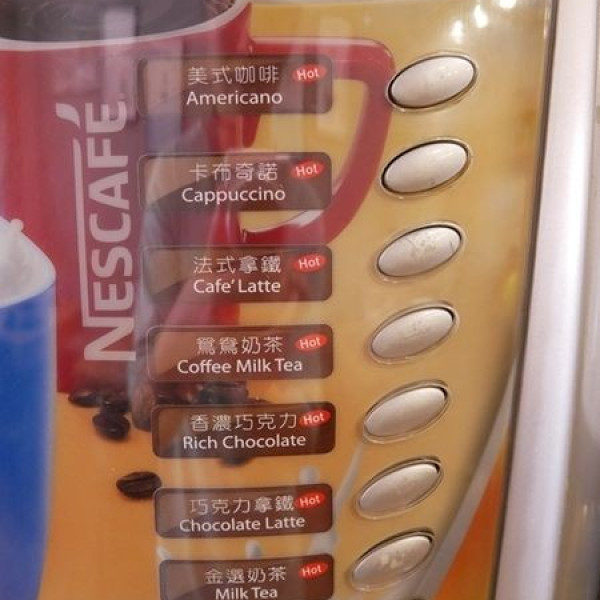 NESCAFÉ
美式咖啡 Hot
Americano
卡布奇諾 Hot
Cappuccino
法式拿鐵 Hot
Cafe' Latte
鴛鴦奶茶 Hot
Coffee Milk Tea
香濃巧克力 Hot
Rich Chocolate
巧克力拿鐵 Hot
Chocolate Latte
金選奶茶 Hot
Milk Tea